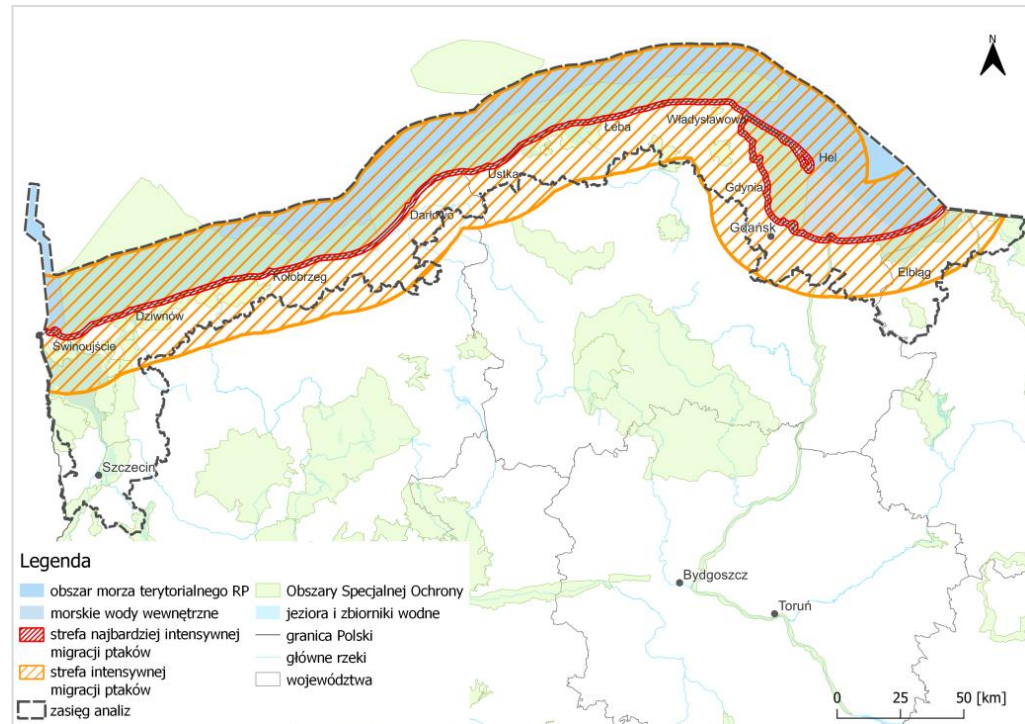 N
Władysławowo
Łeba
Hel
Ustka
Gdynia
Darłowo
Gdańsk
Elbląg
Kołobrzeg
Dziwnów
Świnoujście
Szczecin
Bydgoszcz
Toruń
Legenda
obszar morza terytorialnego RP
morskie wody wewnętrzne
strefa najbardziej intensywnej
migracji ptaków
strefa intensywnej
migracji ptaków
zasięg analiz
Obszary Specjalnej Ochrony
jeziora i zbiorniki wodne
granica Polski
główne rzeki
województwa
0 25 50 [km]